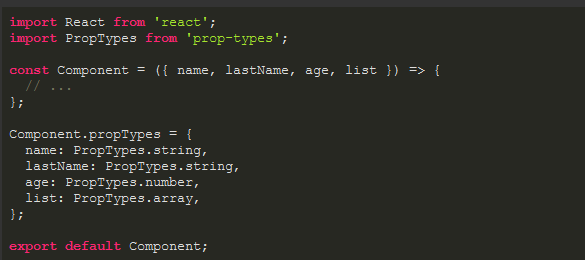 import React from 'react';
import PropTypes from 'prop-types';
const Component = ({ name, lastName, age, list }) => {
  // ...
};
Component.propTypes = {
  name: PropTypes.string,
  lastName: PropTypes.string,
  age: PropTypes.number,
  list: PropTypes.array,
};
export default Component;